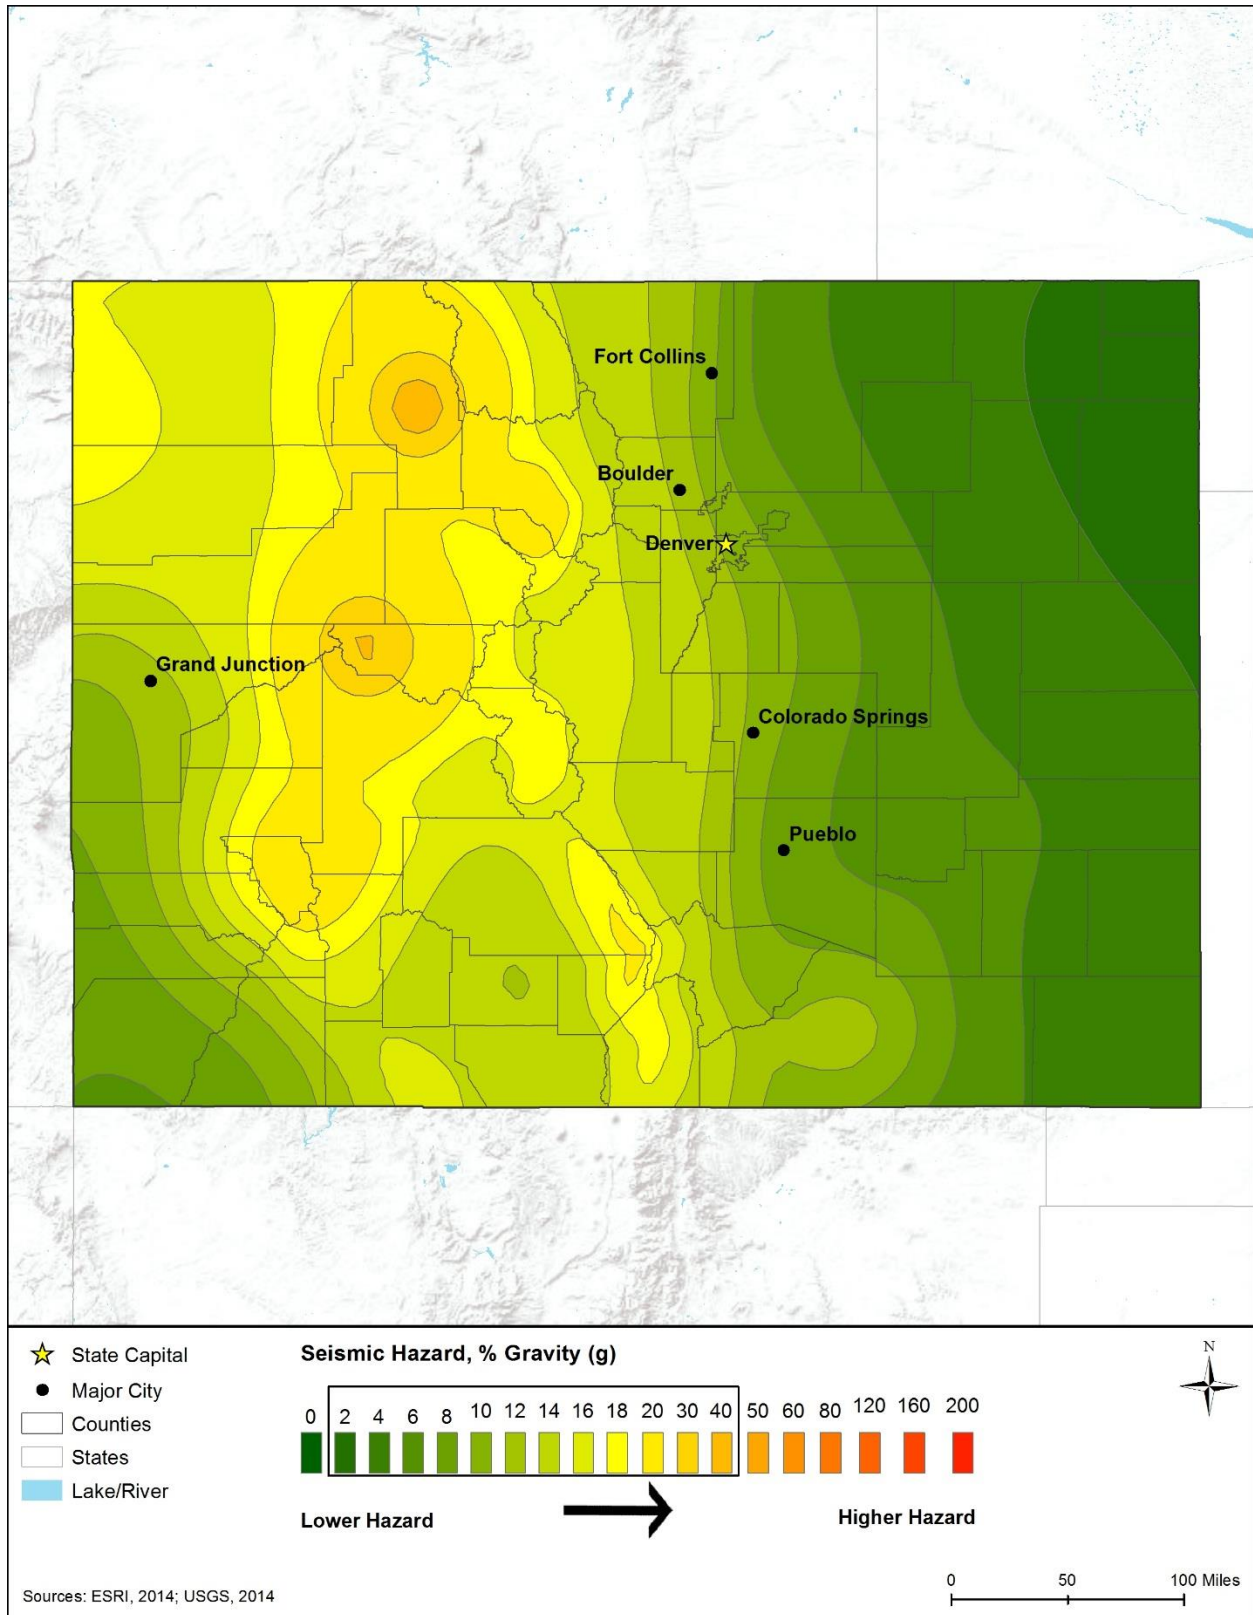 Fort Collins
Boulder
Denver
Grand Junction
Colorado Springs
Pueblo
State Capital
Major City
Counties
States
Lake/River
Seismic Hazard, % Gravity (g)
0 2 4 6 8 10 12 14 16 18 20 30 40 50 60 80 120 160 200
Lower Hazard
Higher Hazard
N
Sources: ESRI, 2014; USGS, 2014
0 50 100 Miles